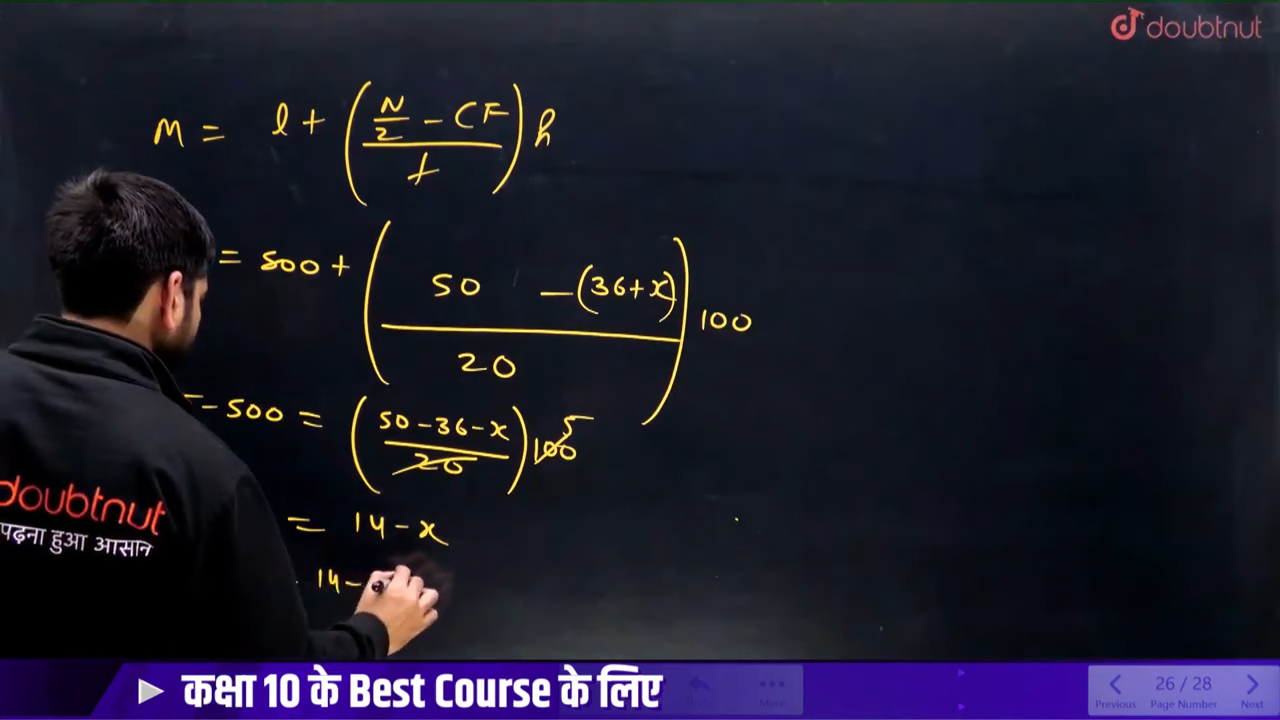 doubtnut
M = l + ( (N/2 - CF) / f ) h
= 500 + ( (50 - (36+x)) / 20 ) 100
- 500 = ( (50-36-x) / 20 ) 100 5
= 14 - x
14 -
doubtnut
पढ़ना हुआ आसान
कक्षा 10 के Best Course के लिए
More
26 / 28
Previous Page Number Next